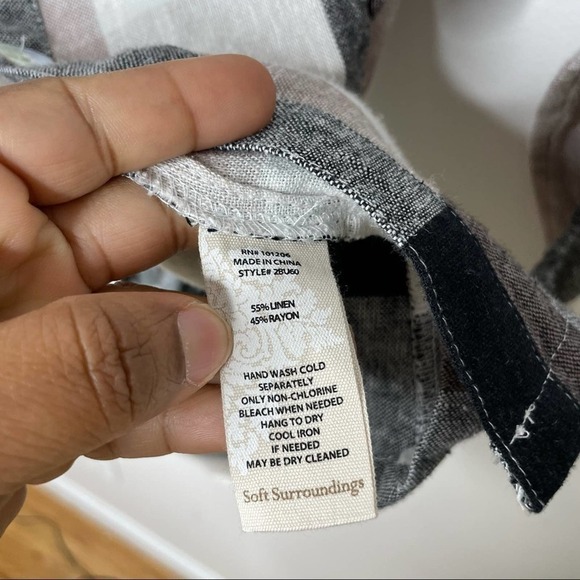 RN# 101206
MADE IN CHINA
STYLE# 2BU60
55% LINEN
45% RAYON
HAND WASH COLD
SEPARATELY
ONLY NON-CHLORINE
BLEACH WHEN NEEDED
HANG TO DRY
COOL IRON
IF NEEDED
MAY BE DRY CLEANED
Soft Surroundings